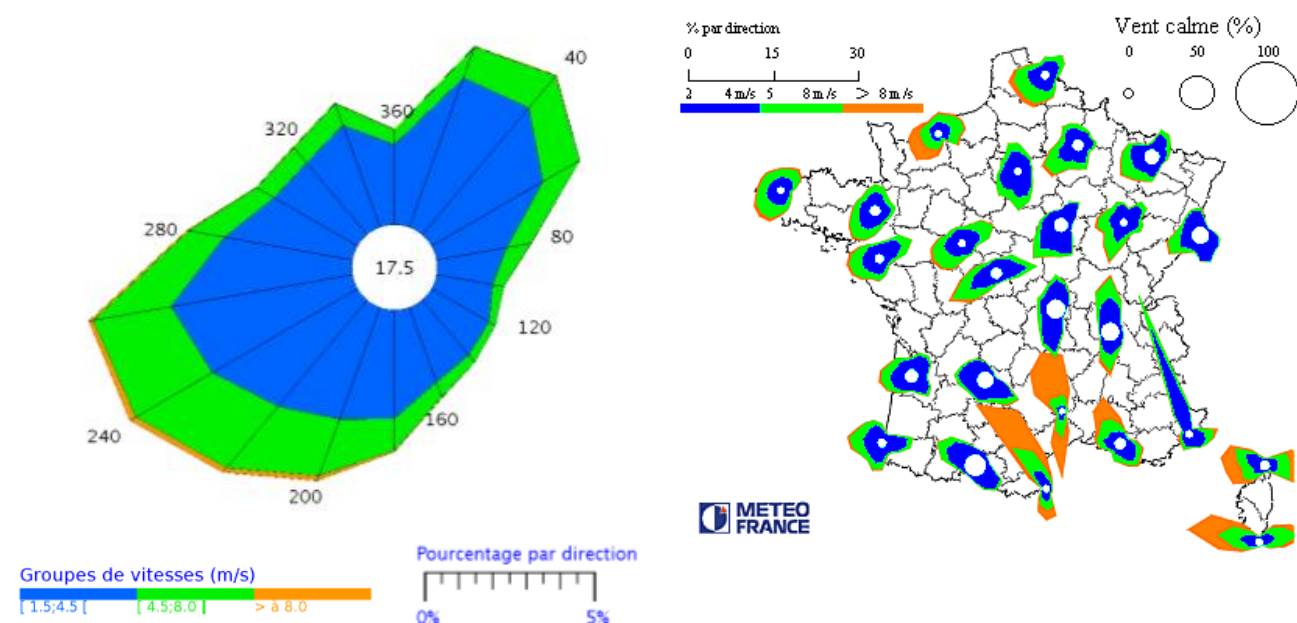 40
360
320
280
80
17.5
120
160
240
200
Groupes de vitesses (m/s)
[ 1.5;4.5 [
[ 4.5;8.0 ]
> à 8.0
Pourcentage par direction
0%
5%
% par direction
0 15 30
2 4 m/s 5 8 m/s > 8 m/s
Vent calme (%)
0 50 100
METEO
FRANCE